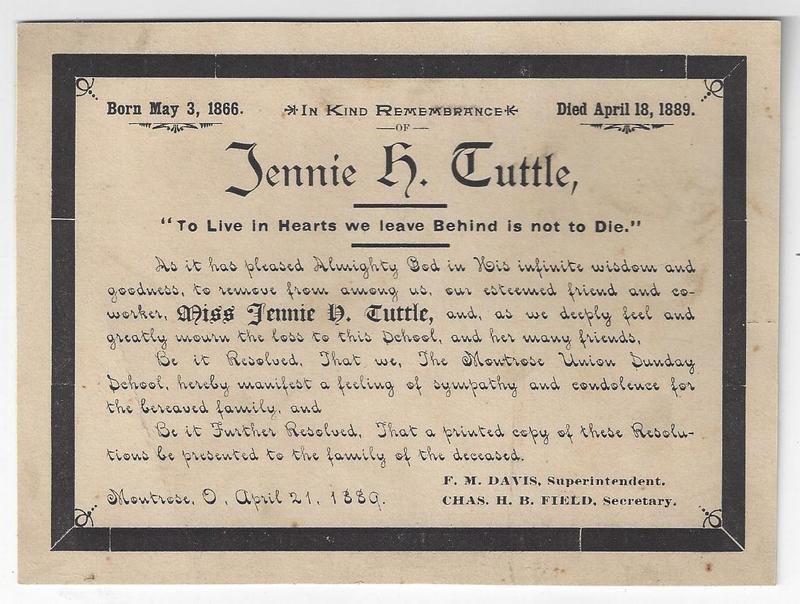 Born May 3, 1866.
In Kind Remembrance
Died April 18, 1889.
OF
Jennie H. Tuttle,
"To Live in Hearts we leave Behind is not to Die."
As it has pleased Almighty God in His infinite wisdom and
goodness, to remove from among us, our esteemed friend and co-
worker, Miss Jennie H. Tuttle, and, as we deeply feel and
greatly mourn the loss to this School, and her many friends,
Be it Resolved, That we, The Montrose Union Sunday
School, hereby manifest a feeling of sympathy and condolence for
the bereaved family, and
Be it Further Resolved, That a printed copy of these Resolu-
tions be presented to the family of the deceased.
F. M. DAVIS, Superintendent.
Montrose, O., April 21, 1889.
CHAS. H. B. FIELD, Secretary.